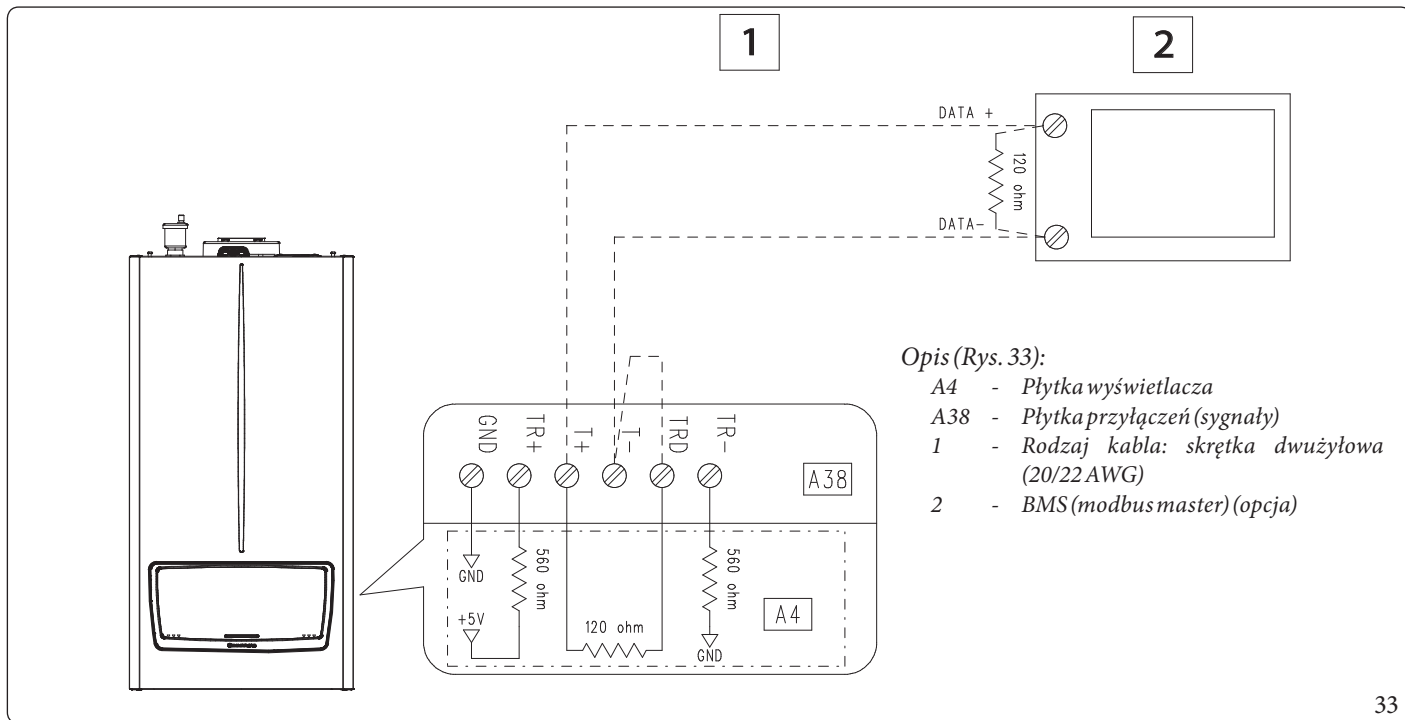 1
2
DATA +
120 ohm
DATA-
GND
TR+
T+
T-
TRD
TR-
A38
GND
560 ohm
560 ohm
+5V
120 ohm
A4
GND
Opis (Rys. 33):
A4 - Płytka wyświetlacza
A38 - Płytka przyłączeń (sygnały)
1 - Rodzaj kabla: skrętka dwużyłowa
(20/22 AWG)
2 - BMS (modbus master) (opcja)
33